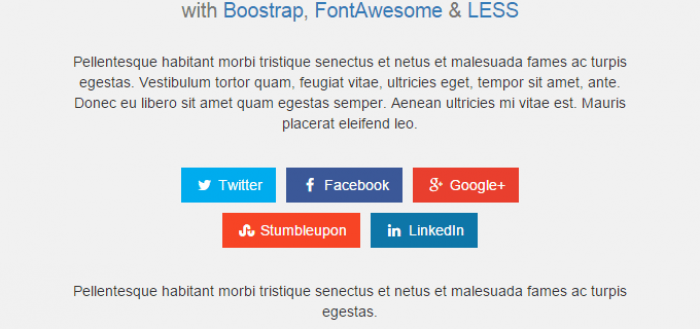 with Boostrap, FontAwesome & LESS
Pellentesque habitant morbi tristique senectus et netus et malesuada fames ac turpis
egestas. Vestibulum tortor quam, feugiat vitae, ultricies eget, tempor sit amet, ante.
Donec eu libero sit amet quam egestas semper. Aenean ultricies mi vitae est. Mauris
placerat eleifend leo.
Twitter Facebook Google+
Stumbleupon LinkedIn
Pellentesque habitant morbi tristique senectus et netus et malesuada fames ac turpis
egestas.